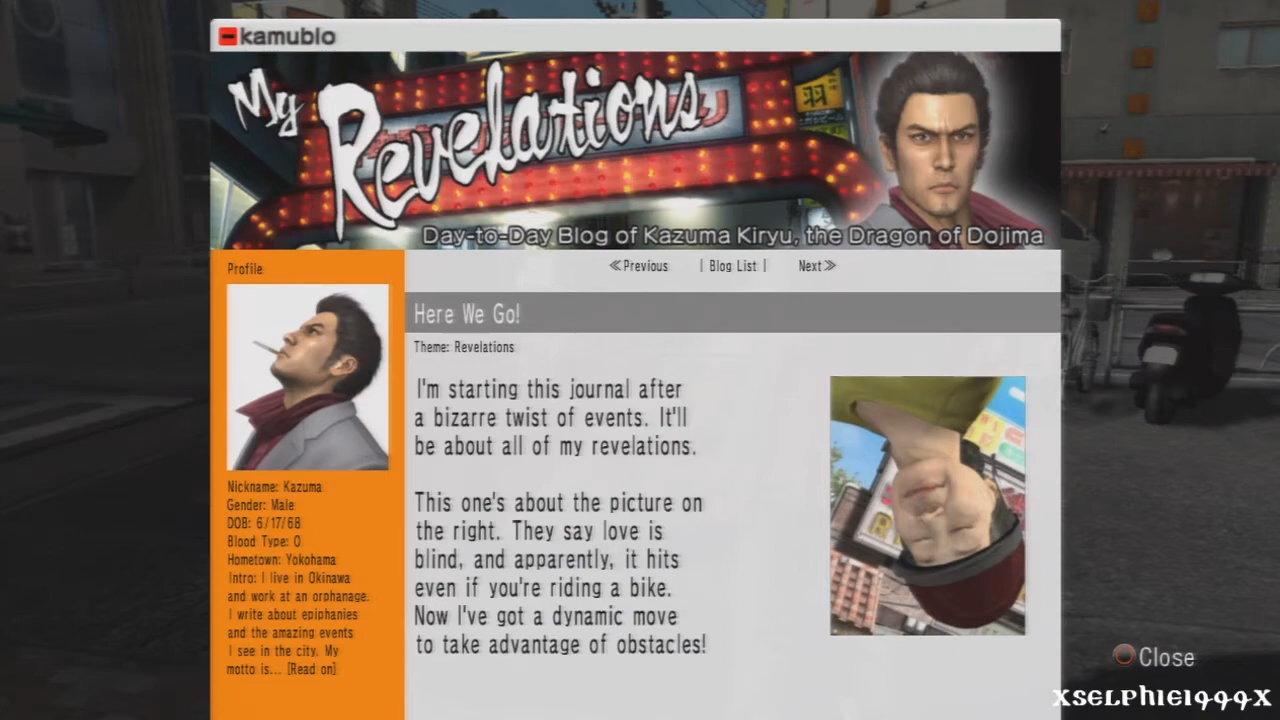 kamublo
My Revelations
Day-to-Day Blog of Kazuma Kiryu, the Dragon of Dojima
Profile
≪Previous | Blog List | Next≫
Here We Go!
Theme: Revelations
I'm starting this journal after
a bizarre twist of events. It'll
be about all of my revelations.
This one's about the picture on
the right. They say love is
blind, and apparently, it hits
even if you're riding a bike.
Now I've got a dynamic move
to take advantage of obstacles!
Nickname: Kazuma
Gender: Male
DOB: 6/17/68
Blood Type: O
Hometown: Yokohama
Intro: I live in Okinawa
and work at an orphanage.
I write about epiphanies
and the amazing events
I see in the city. My
motto is... [Read on]
Close
xSELPHIE1999X